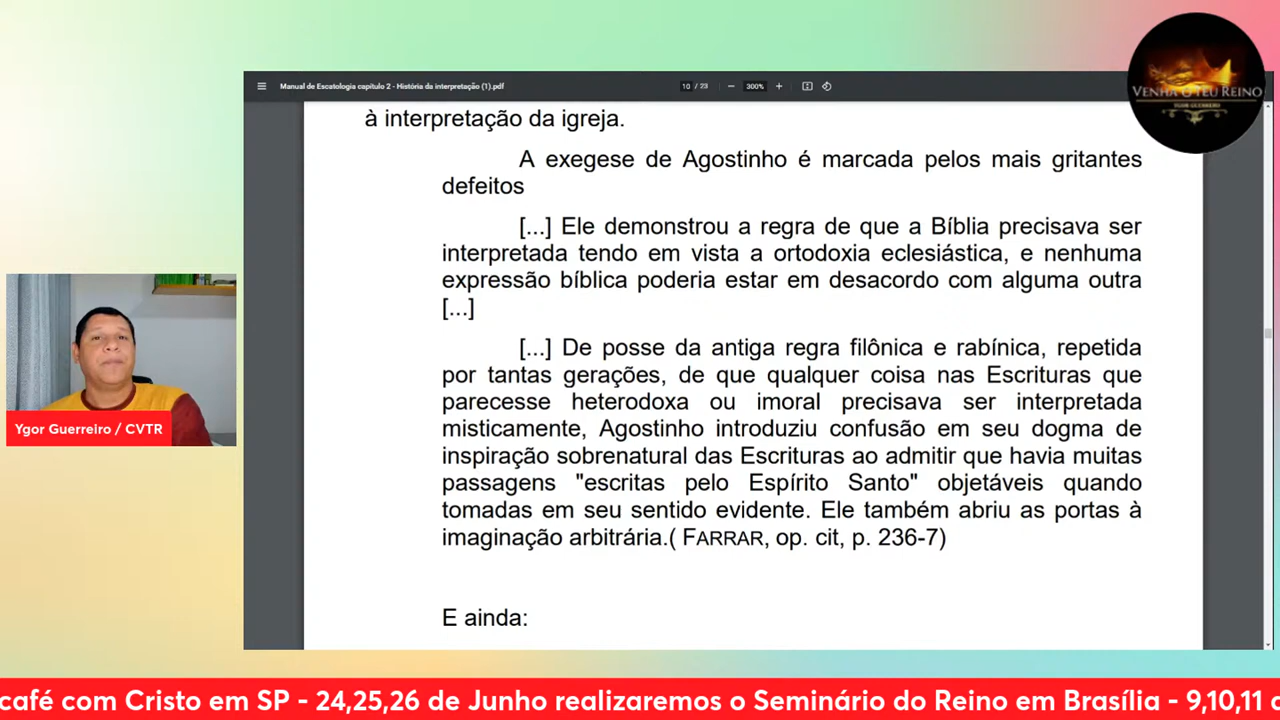 VENHA O TEU REINO
YGOR GUERREIRO
Manual de Escatologia capítulo 2 - História da interpretação (1).pdf
10 / 23
300%
à interpretação da igreja.
A exegese de Agostinho é marcada pelos mais gritantes
defeitos
[...] Ele demonstrou a regra de que a Bíblia precisava ser
interpretada tendo em vista a ortodoxia eclesiástica, e nenhuma
expressão bíblica poderia estar em desacordo com alguma outra
[...]
[...] De posse da antiga regra filônica e rabínica, repetida
por tantas gerações, de que qualquer coisa nas Escrituras que
parecesse heterodoxa ou imoral precisava ser interpretada
misticamente, Agostinho introduziu confusão em seu dogma de
inspiração sobrenatural das Escrituras ao admitir que havia muitas
passagens "escritas pelo Espírito Santo" objetáveis quando
tomadas em seu sentido evidente. Ele também abriu as portas à
imaginação arbitrária.( FARRAR, op. cit, p. 236-7)
E ainda:
Ygor Guerreiro / CVTR
café com Cristo em SP - 24,25,26 de Junho realizaremos o Seminário do Reino em Brasília - 9,10,11